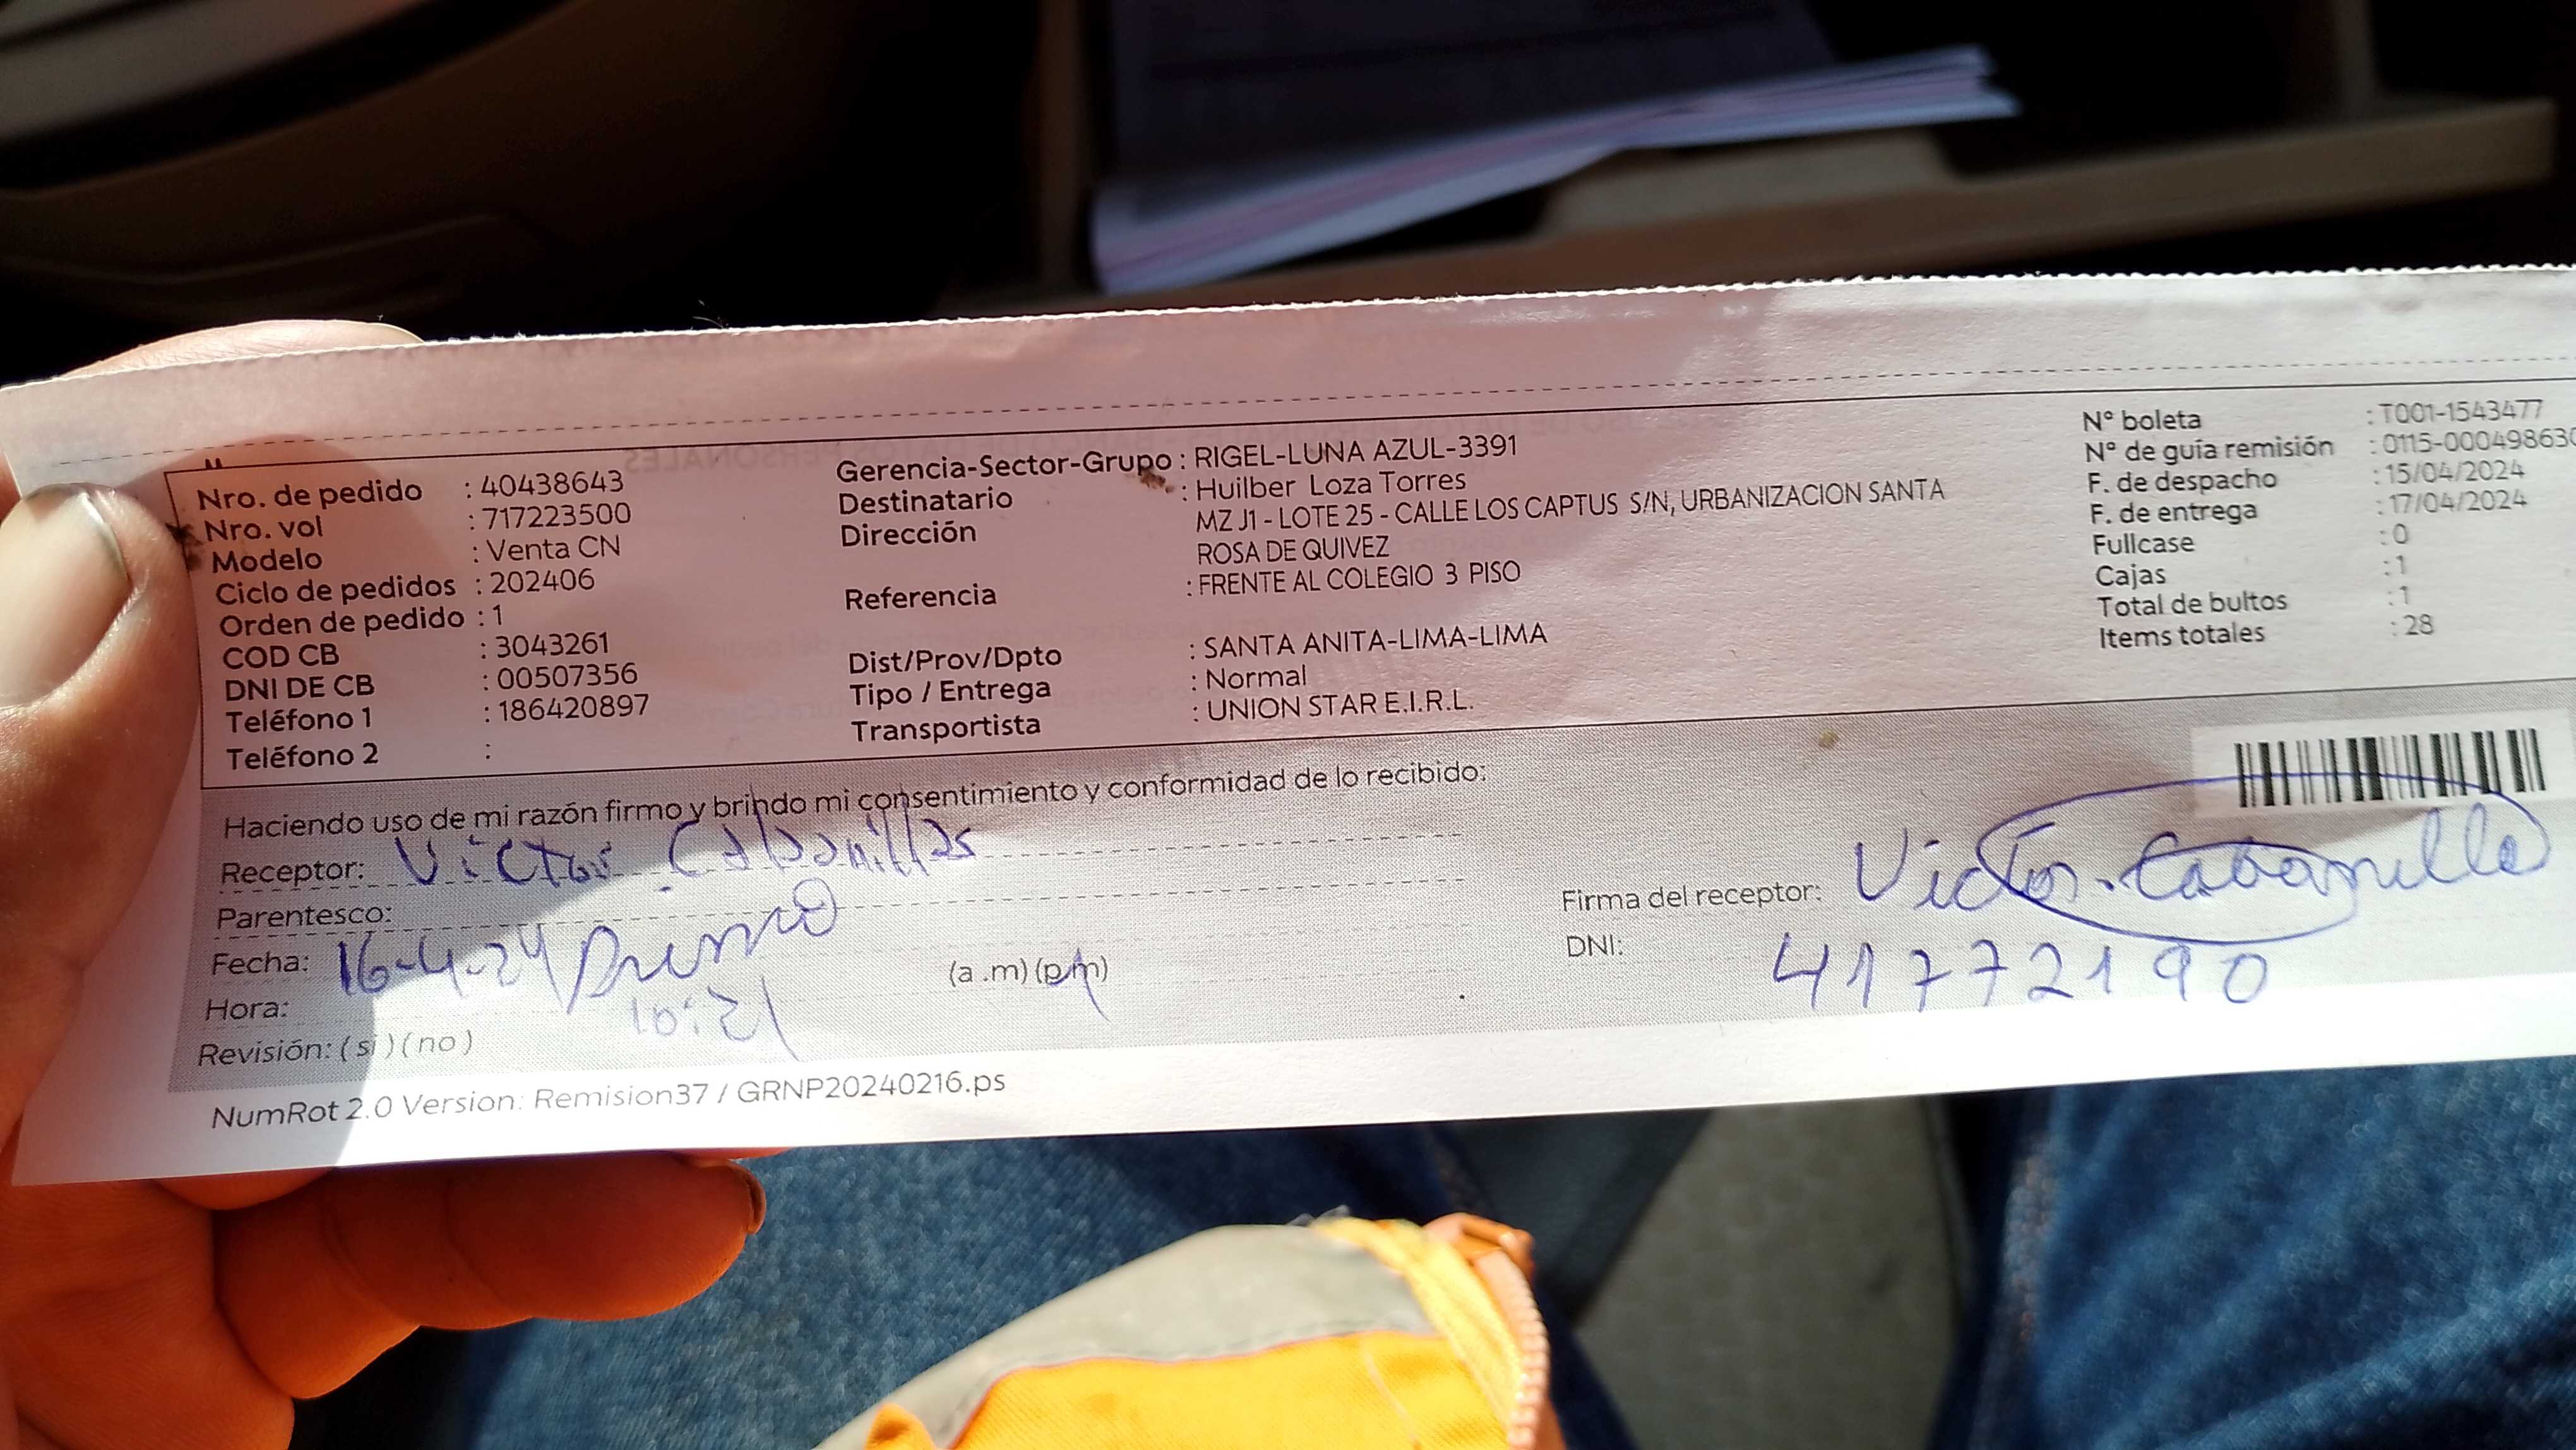 Nro. de pedido : 40438643
Nro. vol : 717223500
Modelo : Venta CN
Ciclo de pedidos : 202406
Orden de pedido : 1
COD CB : 3043261
DNI DE CB : 00507356
Teléfono 1 : 186420897
Teléfono 2 :
Gerencia-Sector-Grupo : RIGEL-LUNA AZUL-3391
Destinatario : Huilber Loza Torres
Dirección MZ J1 - LOTE 25 - CALLE LOS CAPTUS S/N, URBANIZACION SANTA
ROSA DE QUIVEZ
Referencia : FRENTE AL COLEGIO 3 PISO
Dist/Prov/Dpto : SANTA ANITA-LIMA-LIMA
Tipo / Entrega : Normal
Transportista : UNION STAR E.I.R.L.
N° boleta : T001-1543477
N° de guía remisión : 0115-000498630
F. de despacho : 15/04/2024
F. de entrega : 17/04/2024
Fullcase : 0
Cajas : 1
Total de bultos : 1
Items totales : 28
Haciendo uso de mi razón firmo y brindo mi consentimiento y conformidad de lo recibido:
Receptor: Victor Cabanillas
Parentesco:
Fecha: 16-4-24
Hora: 10:21 (a .m) (p.m)
Revisión: ( si ) ( no )
Firma del receptor: Victor Cabanilla
DNI: 41772190
NumRot 2.0 Version: Remision37 / GRNP20240216.ps